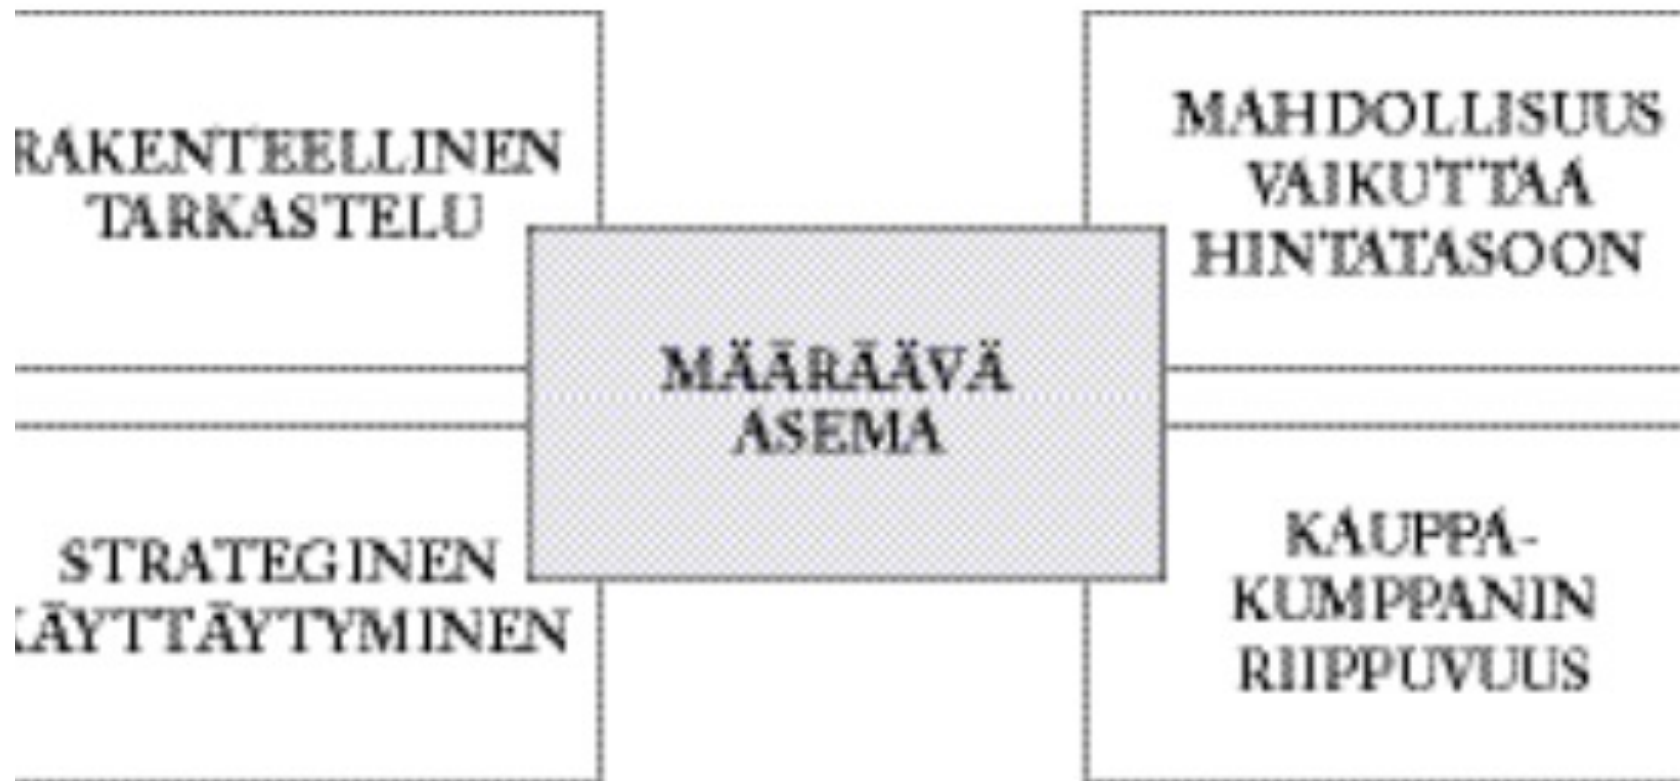 RAKENTEELLINEN
TARKASTELU
MAHDOLLISUUS
VAIKUTTAA
HINTATASOON
MÄÄRÄÄVÄ
ASEMA
STRATEGINEN
KÄYTTÄYTYMINEN
KAUPPA-
KUMPPANIN
RIIPPUVUUS